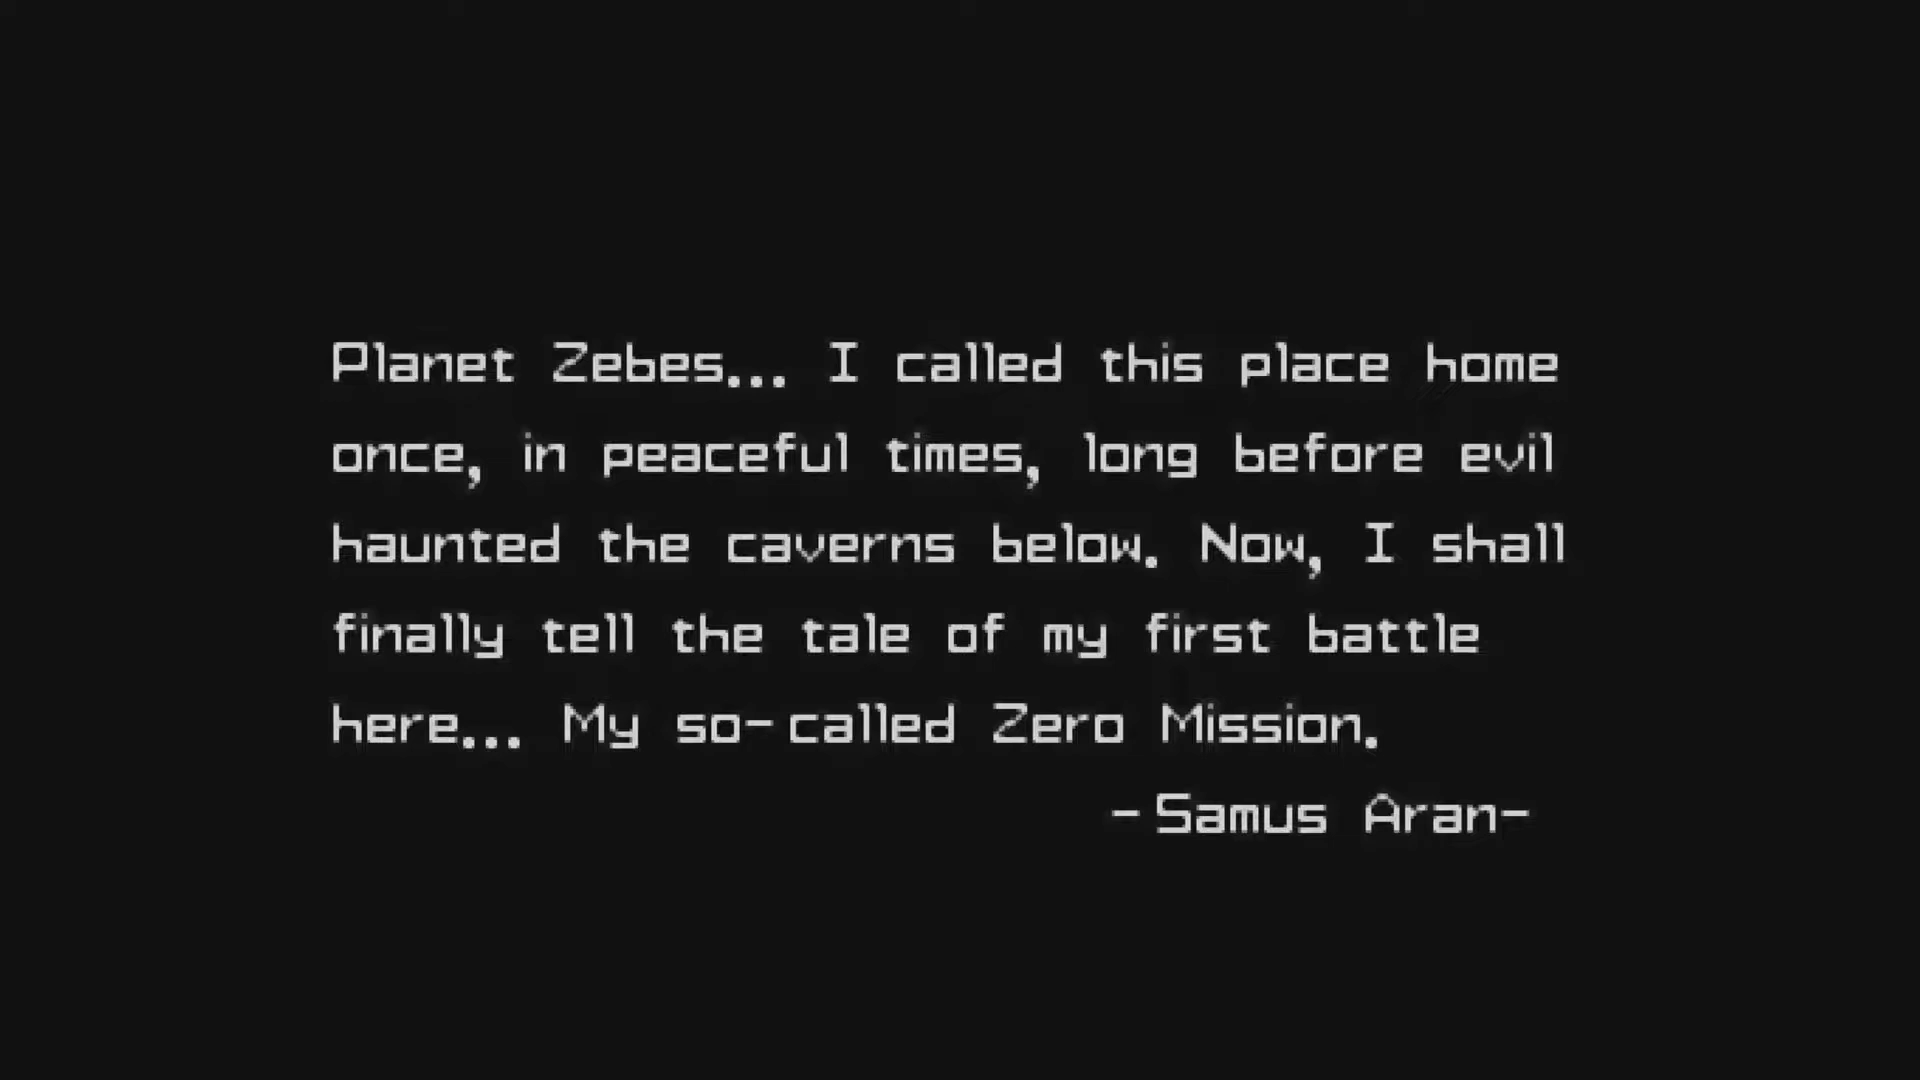 Planet Zebes... I called this place home
once, in peaceful times, long before evil
haunted the caverns below. Now, I shall
finally tell the tale of my first battle
here... My so-called Zero Mission.
-Samus Aran-